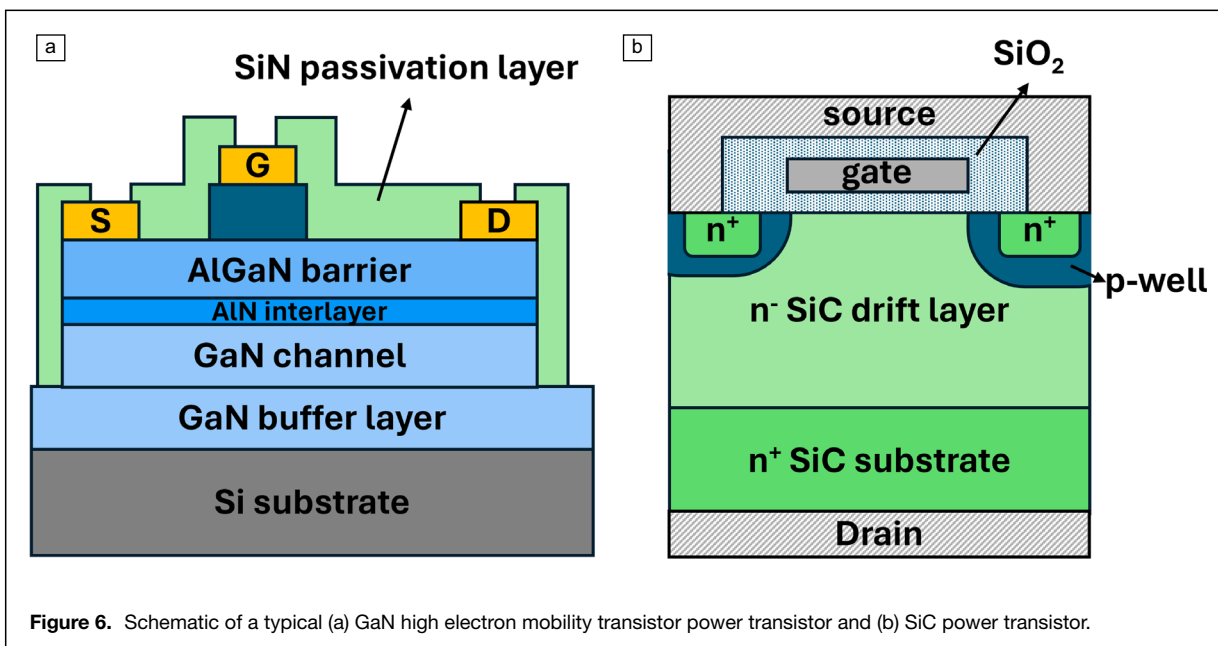 a
SiN passivation layer
G
S
D
AlGaN barrier
AlN interlayer
GaN channel
GaN buffer layer
Si substrate
b
SiO₂
source
gate
n⁺
n⁺
p-well
n⁻ SiC drift layer
n⁺ SiC substrate
Drain
Figure 6. Schematic of a typical (a) GaN high electron mobility transistor power transistor and (b) SiC power transistor.